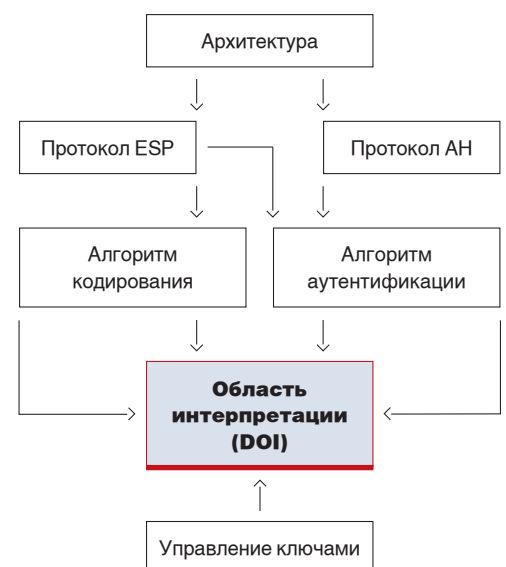 Архитектура
Протокол ESP
Протокол AH
Алгоритм
кодирования
Алгоритм
аутентификации
Область
интерпретации
(DOI)
Управление ключами